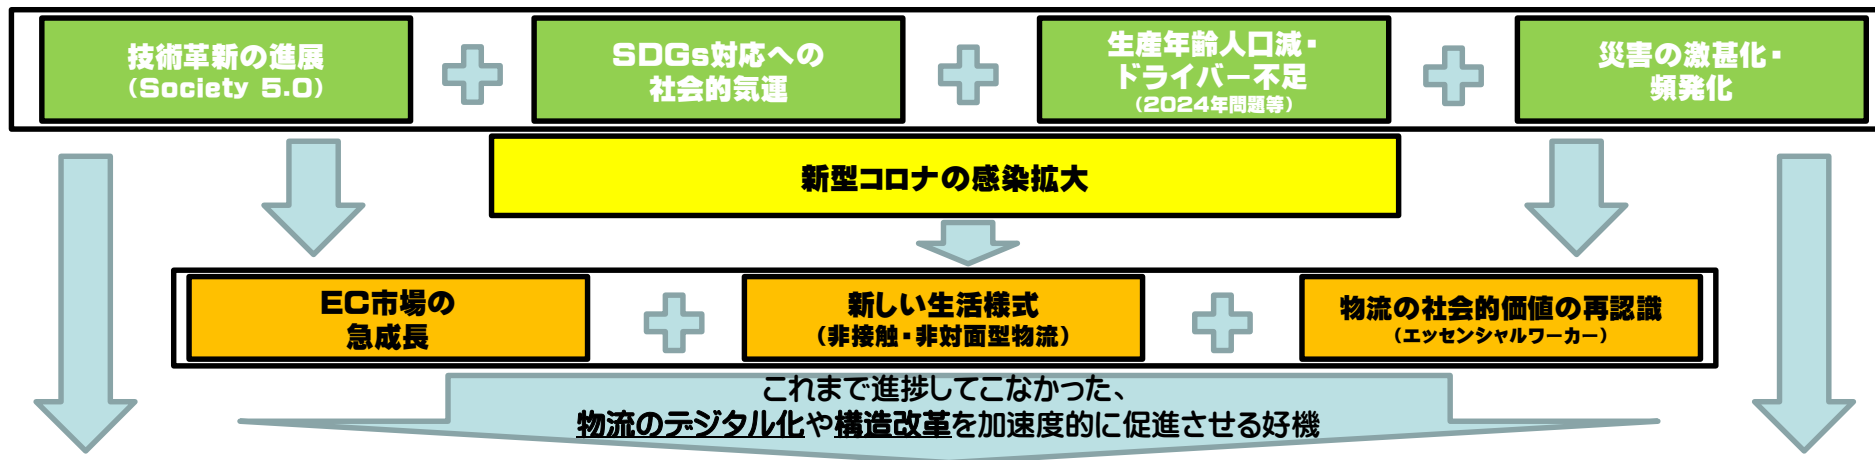 技術革新の進展
（Society 5.0）
SDGs対応への
社会的気運
生産年齢人口減・
ドライバー不足
（2024年問題等）
災害の激甚化・
頻発化
新型コロナの感染拡大
EC市場の
急成長
新しい生活様式
（非接触・非対面型物流）
物流の社会的価値の再認識
（エッセンシャルワーカー）
これまで進捗してこなかった、
物流のデジタル化や構造改革を加速度的に促進させる好機